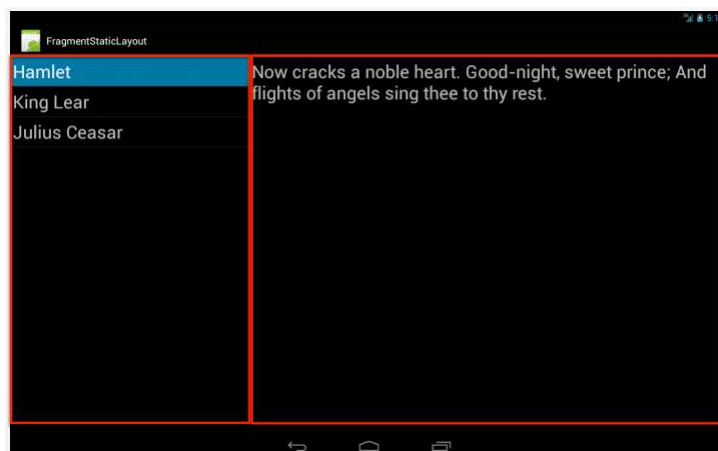 FragmentStaticLayout
Hamlet
King Lear
Julius Ceasar
Now cracks a noble heart. Good-night, sweet prince; And
flights of angels sing thee to thy rest.